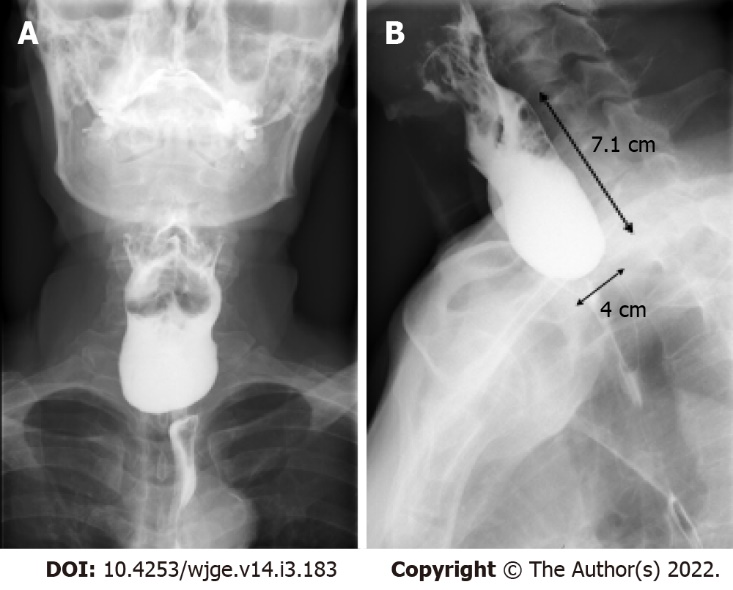 A
B
7.1 cm
4 cm
DOI: 10.4253/wjge.v14.i3.183
Copyright © The Author(s) 2022.